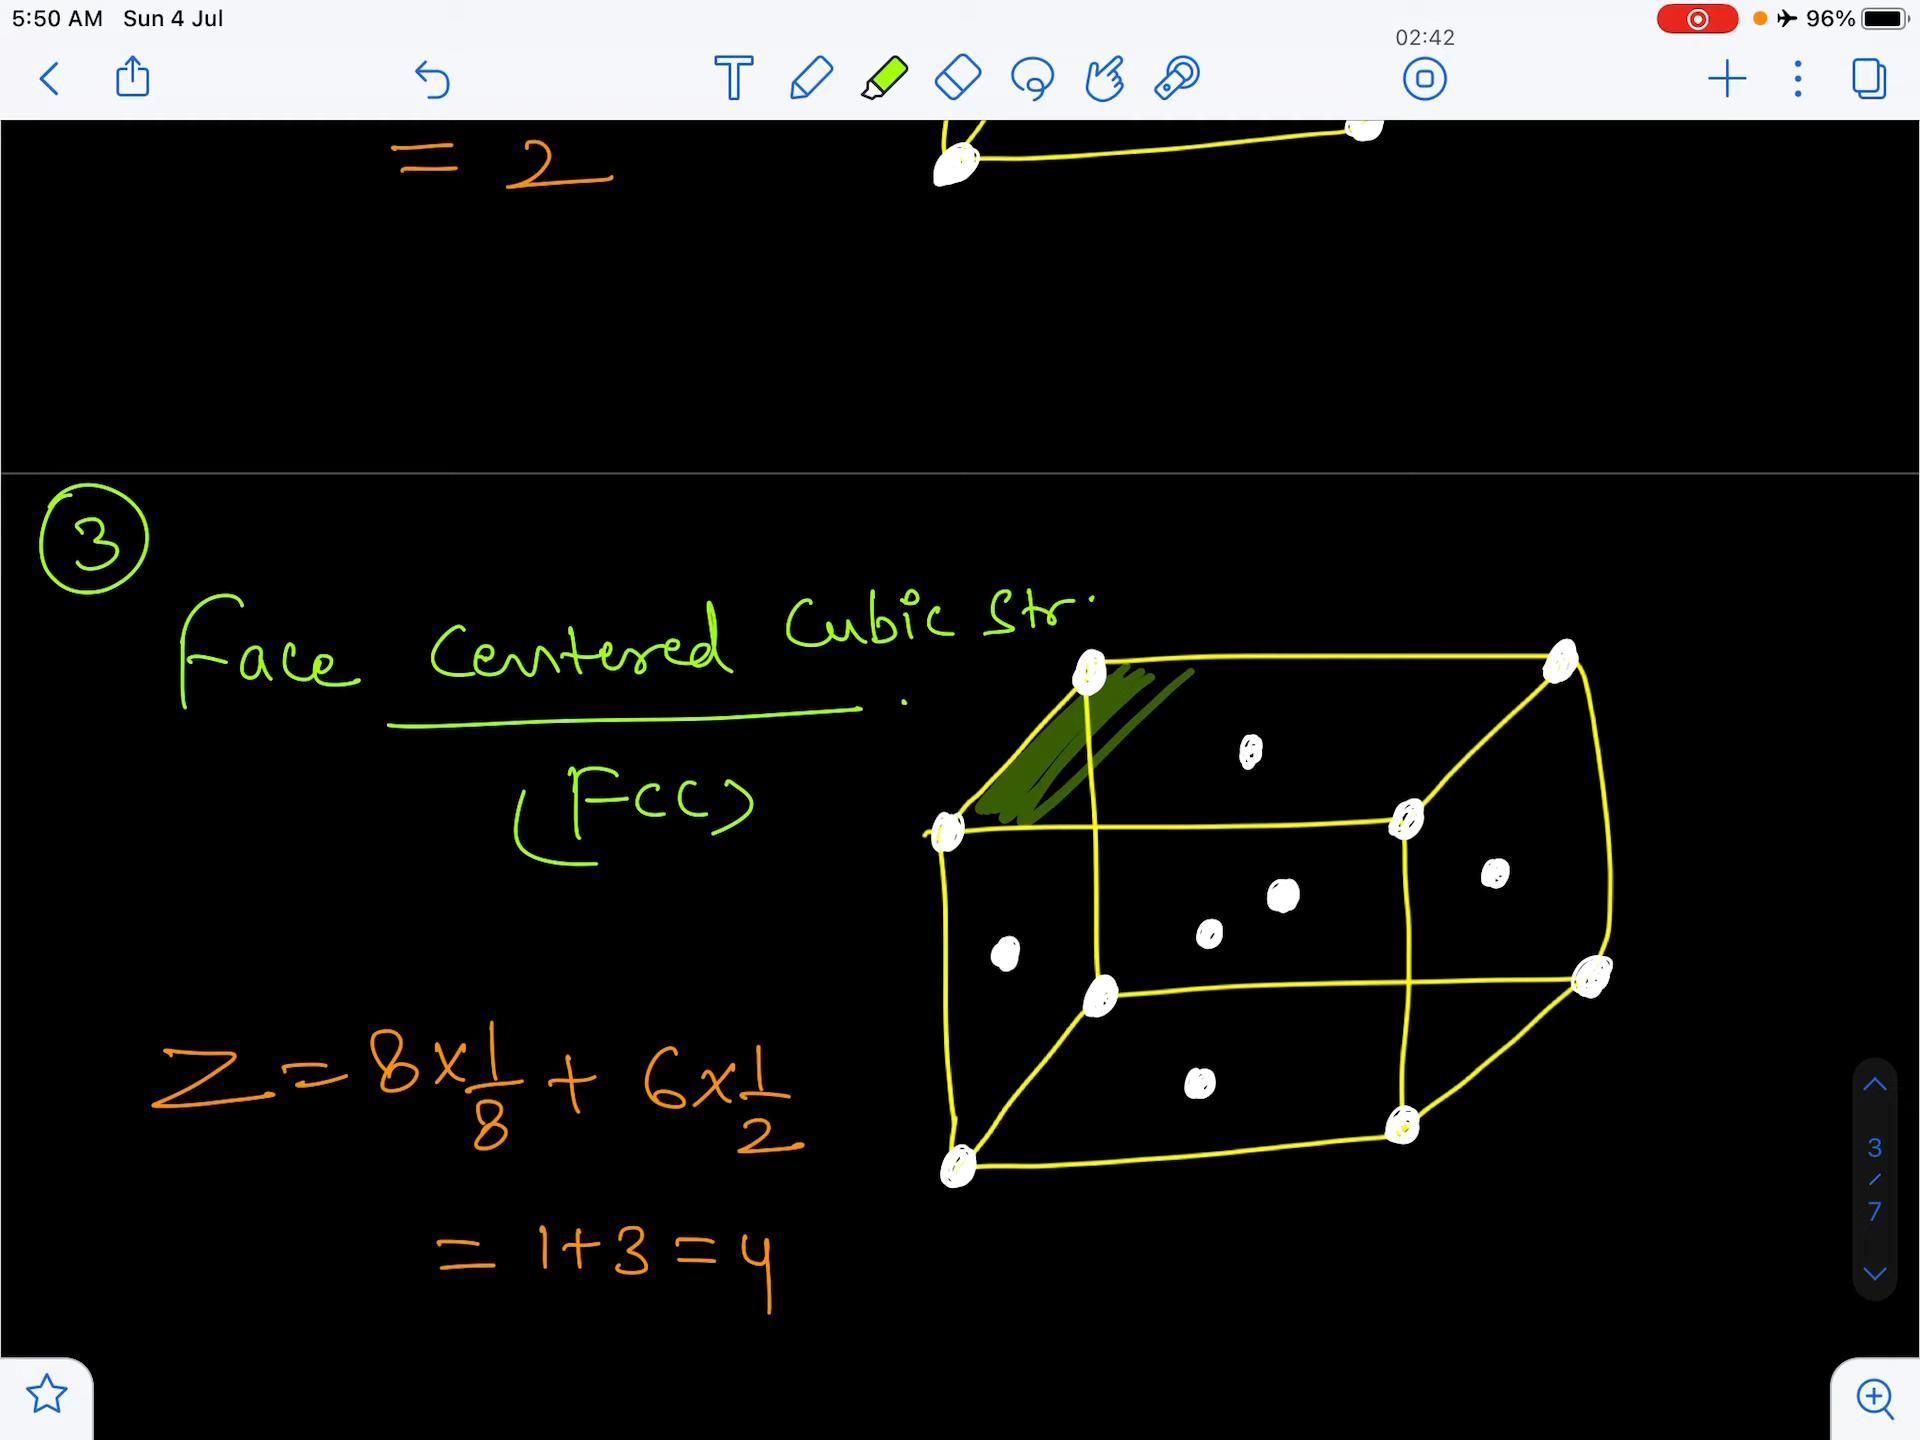 5:50 AM Sun 4 Jul
96%
02:42
T
= 2
3
Face Centered Cubic Str.
(FCC)
Z = 8 × 1/8 + 6 × 1/2
= 1 + 3 = 4
3
/
7